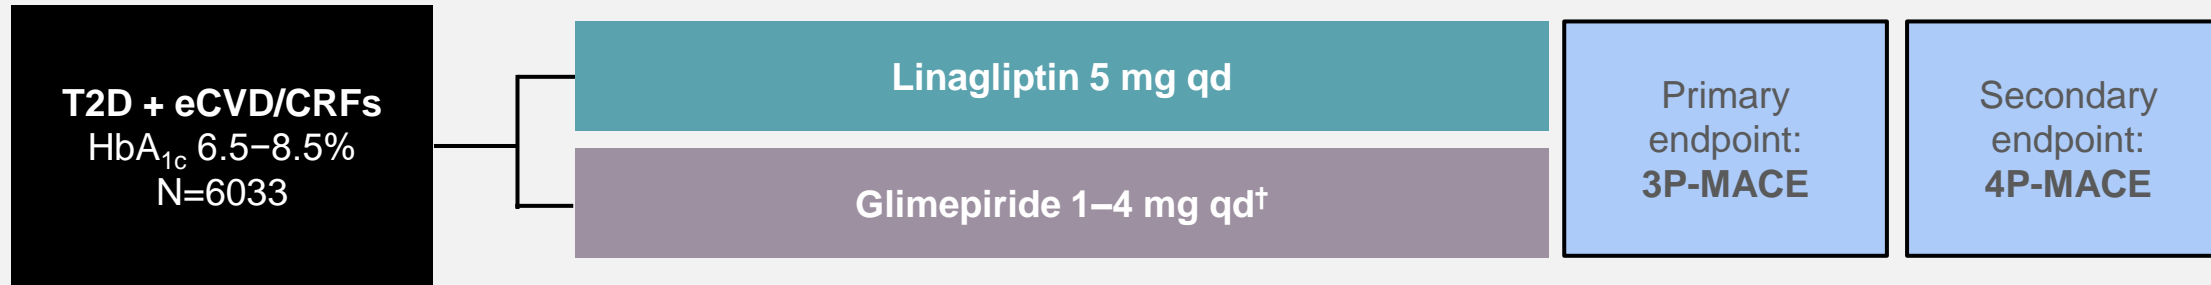 T2D + eCVD/CRFs
HbA1c 6.5–8.5%
N=6033
Linagliptin 5 mg qd
Glimepiride 1–4 mg qd†
Primary
endpoint:
3P-MACE
Secondary
endpoint:
4P-MACE